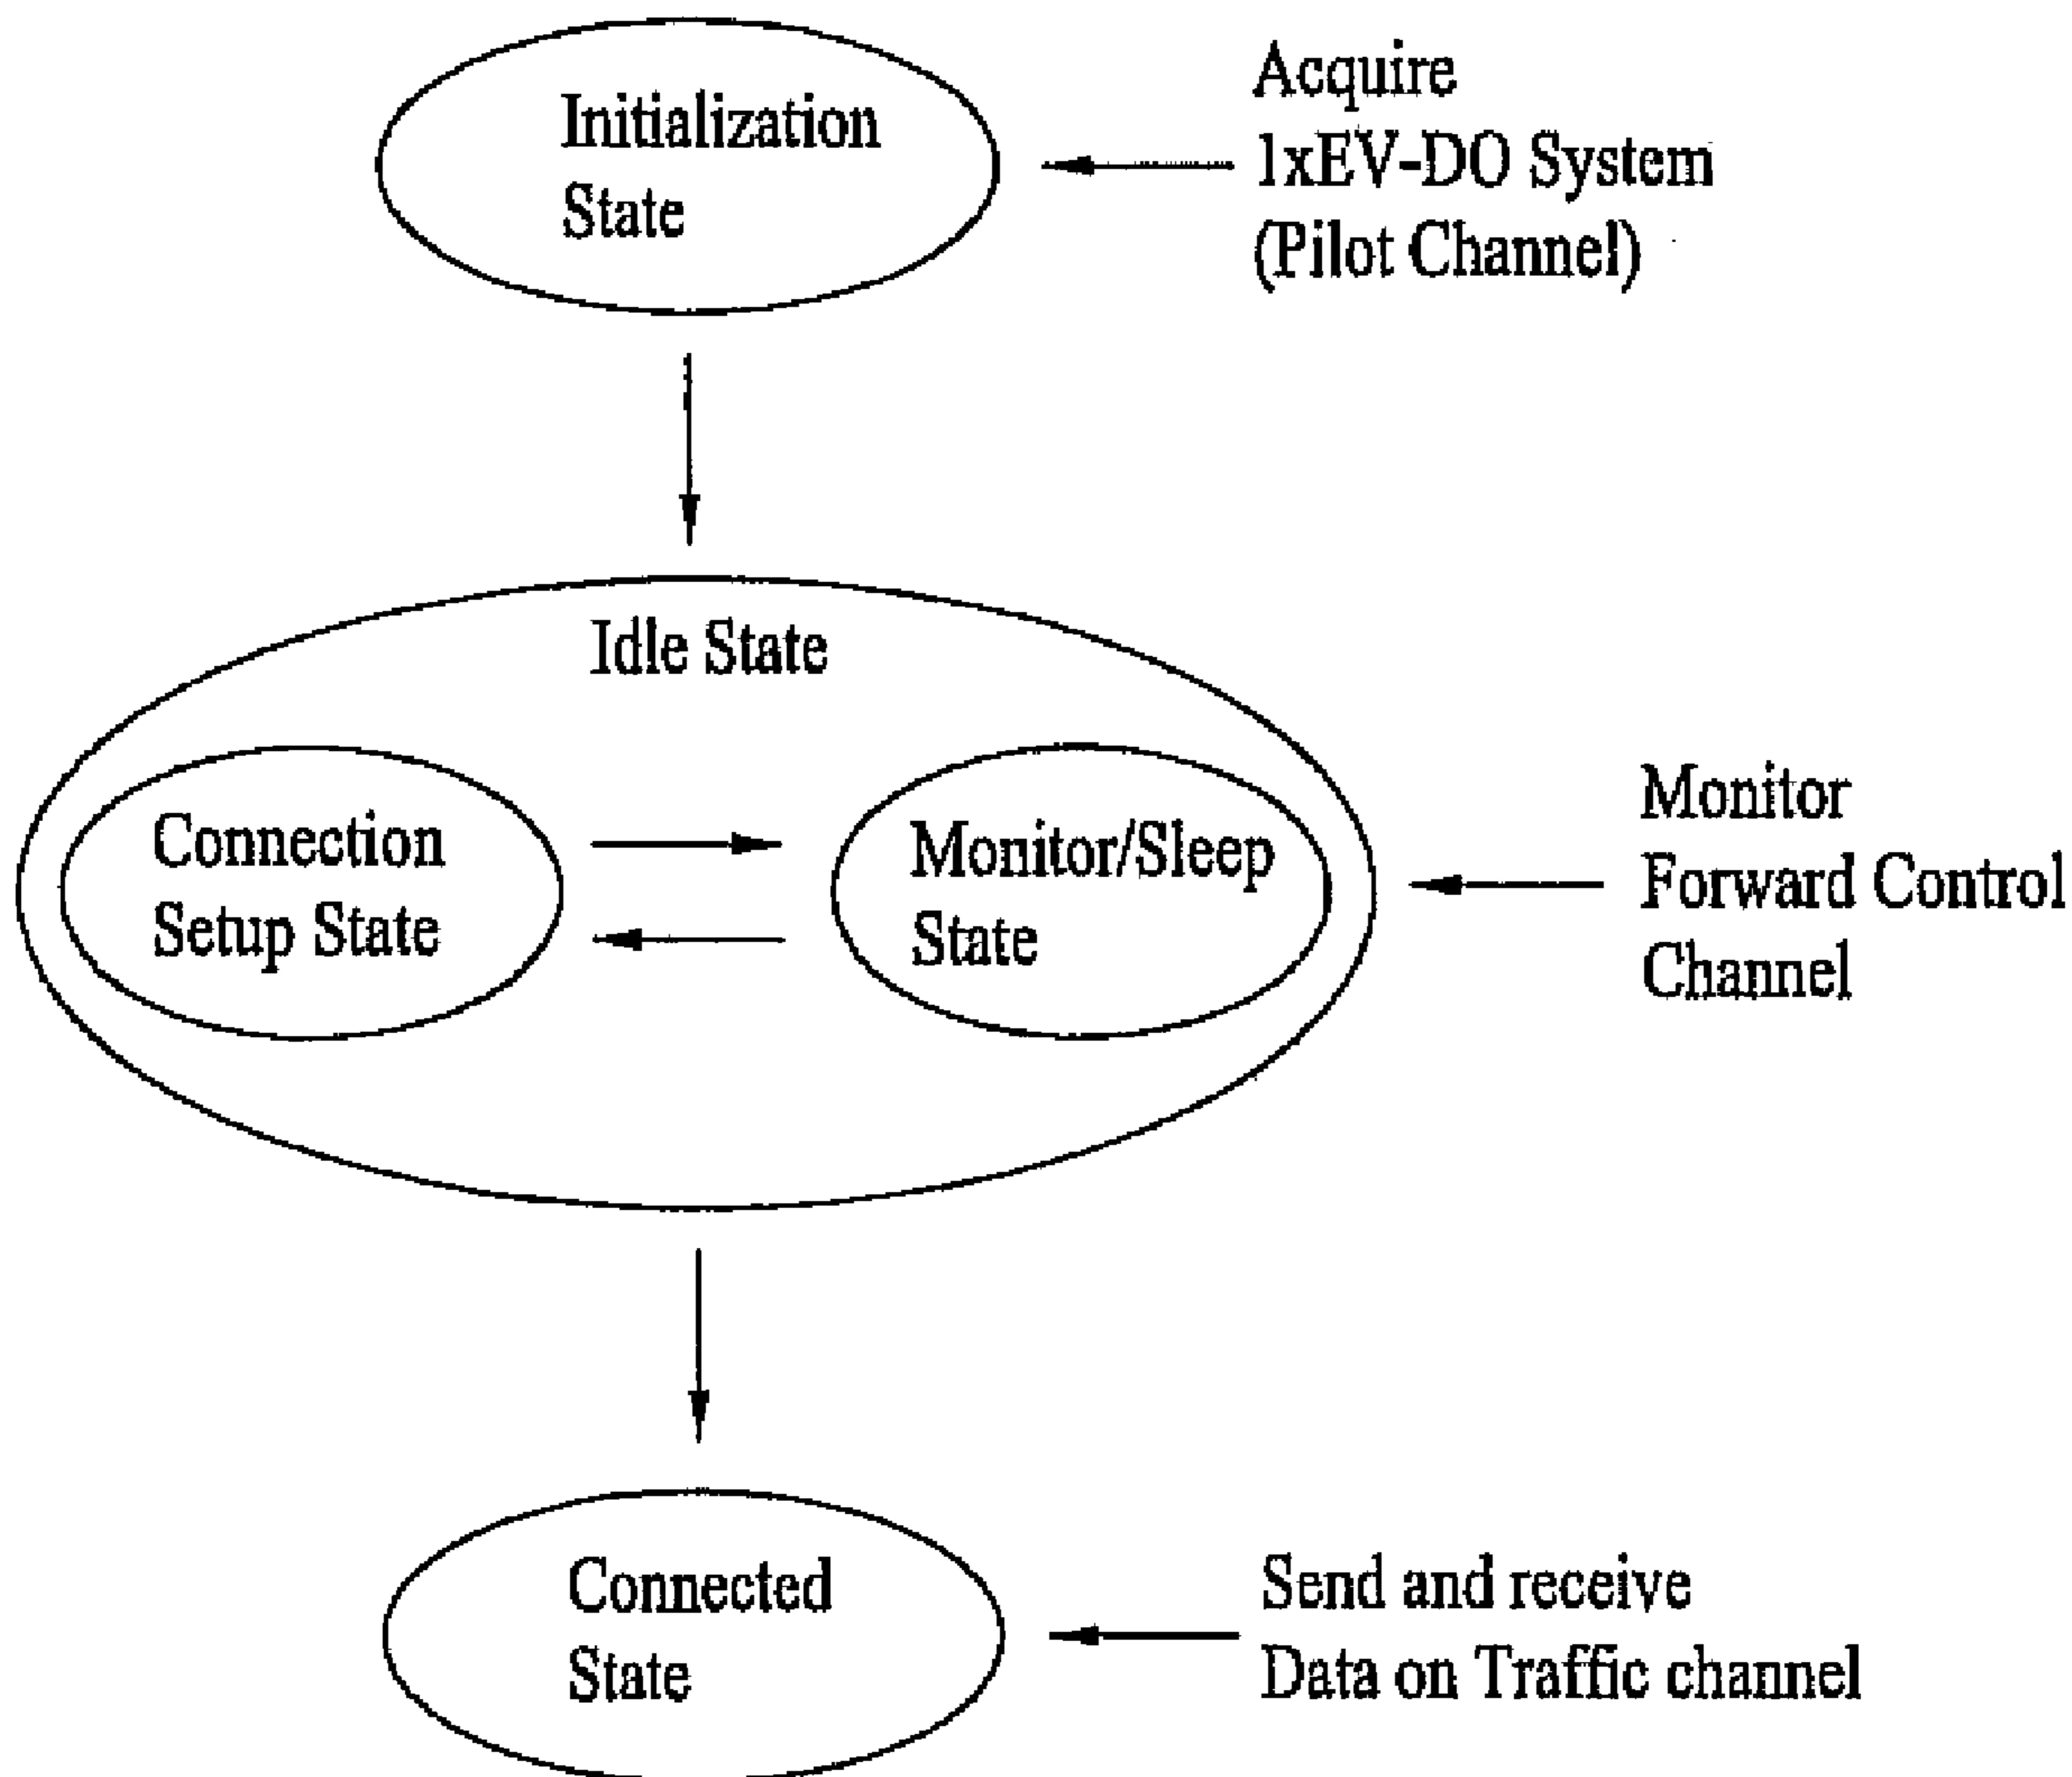 Initialization
State
Acquire
1xEV-DO System
(Pilot Channel)
Idle State
Connection
Setup State
Monitor/Sleep
State
Monitor
Forward Control
Channel
Connected
State
Send and receive
Data on Traffic channel